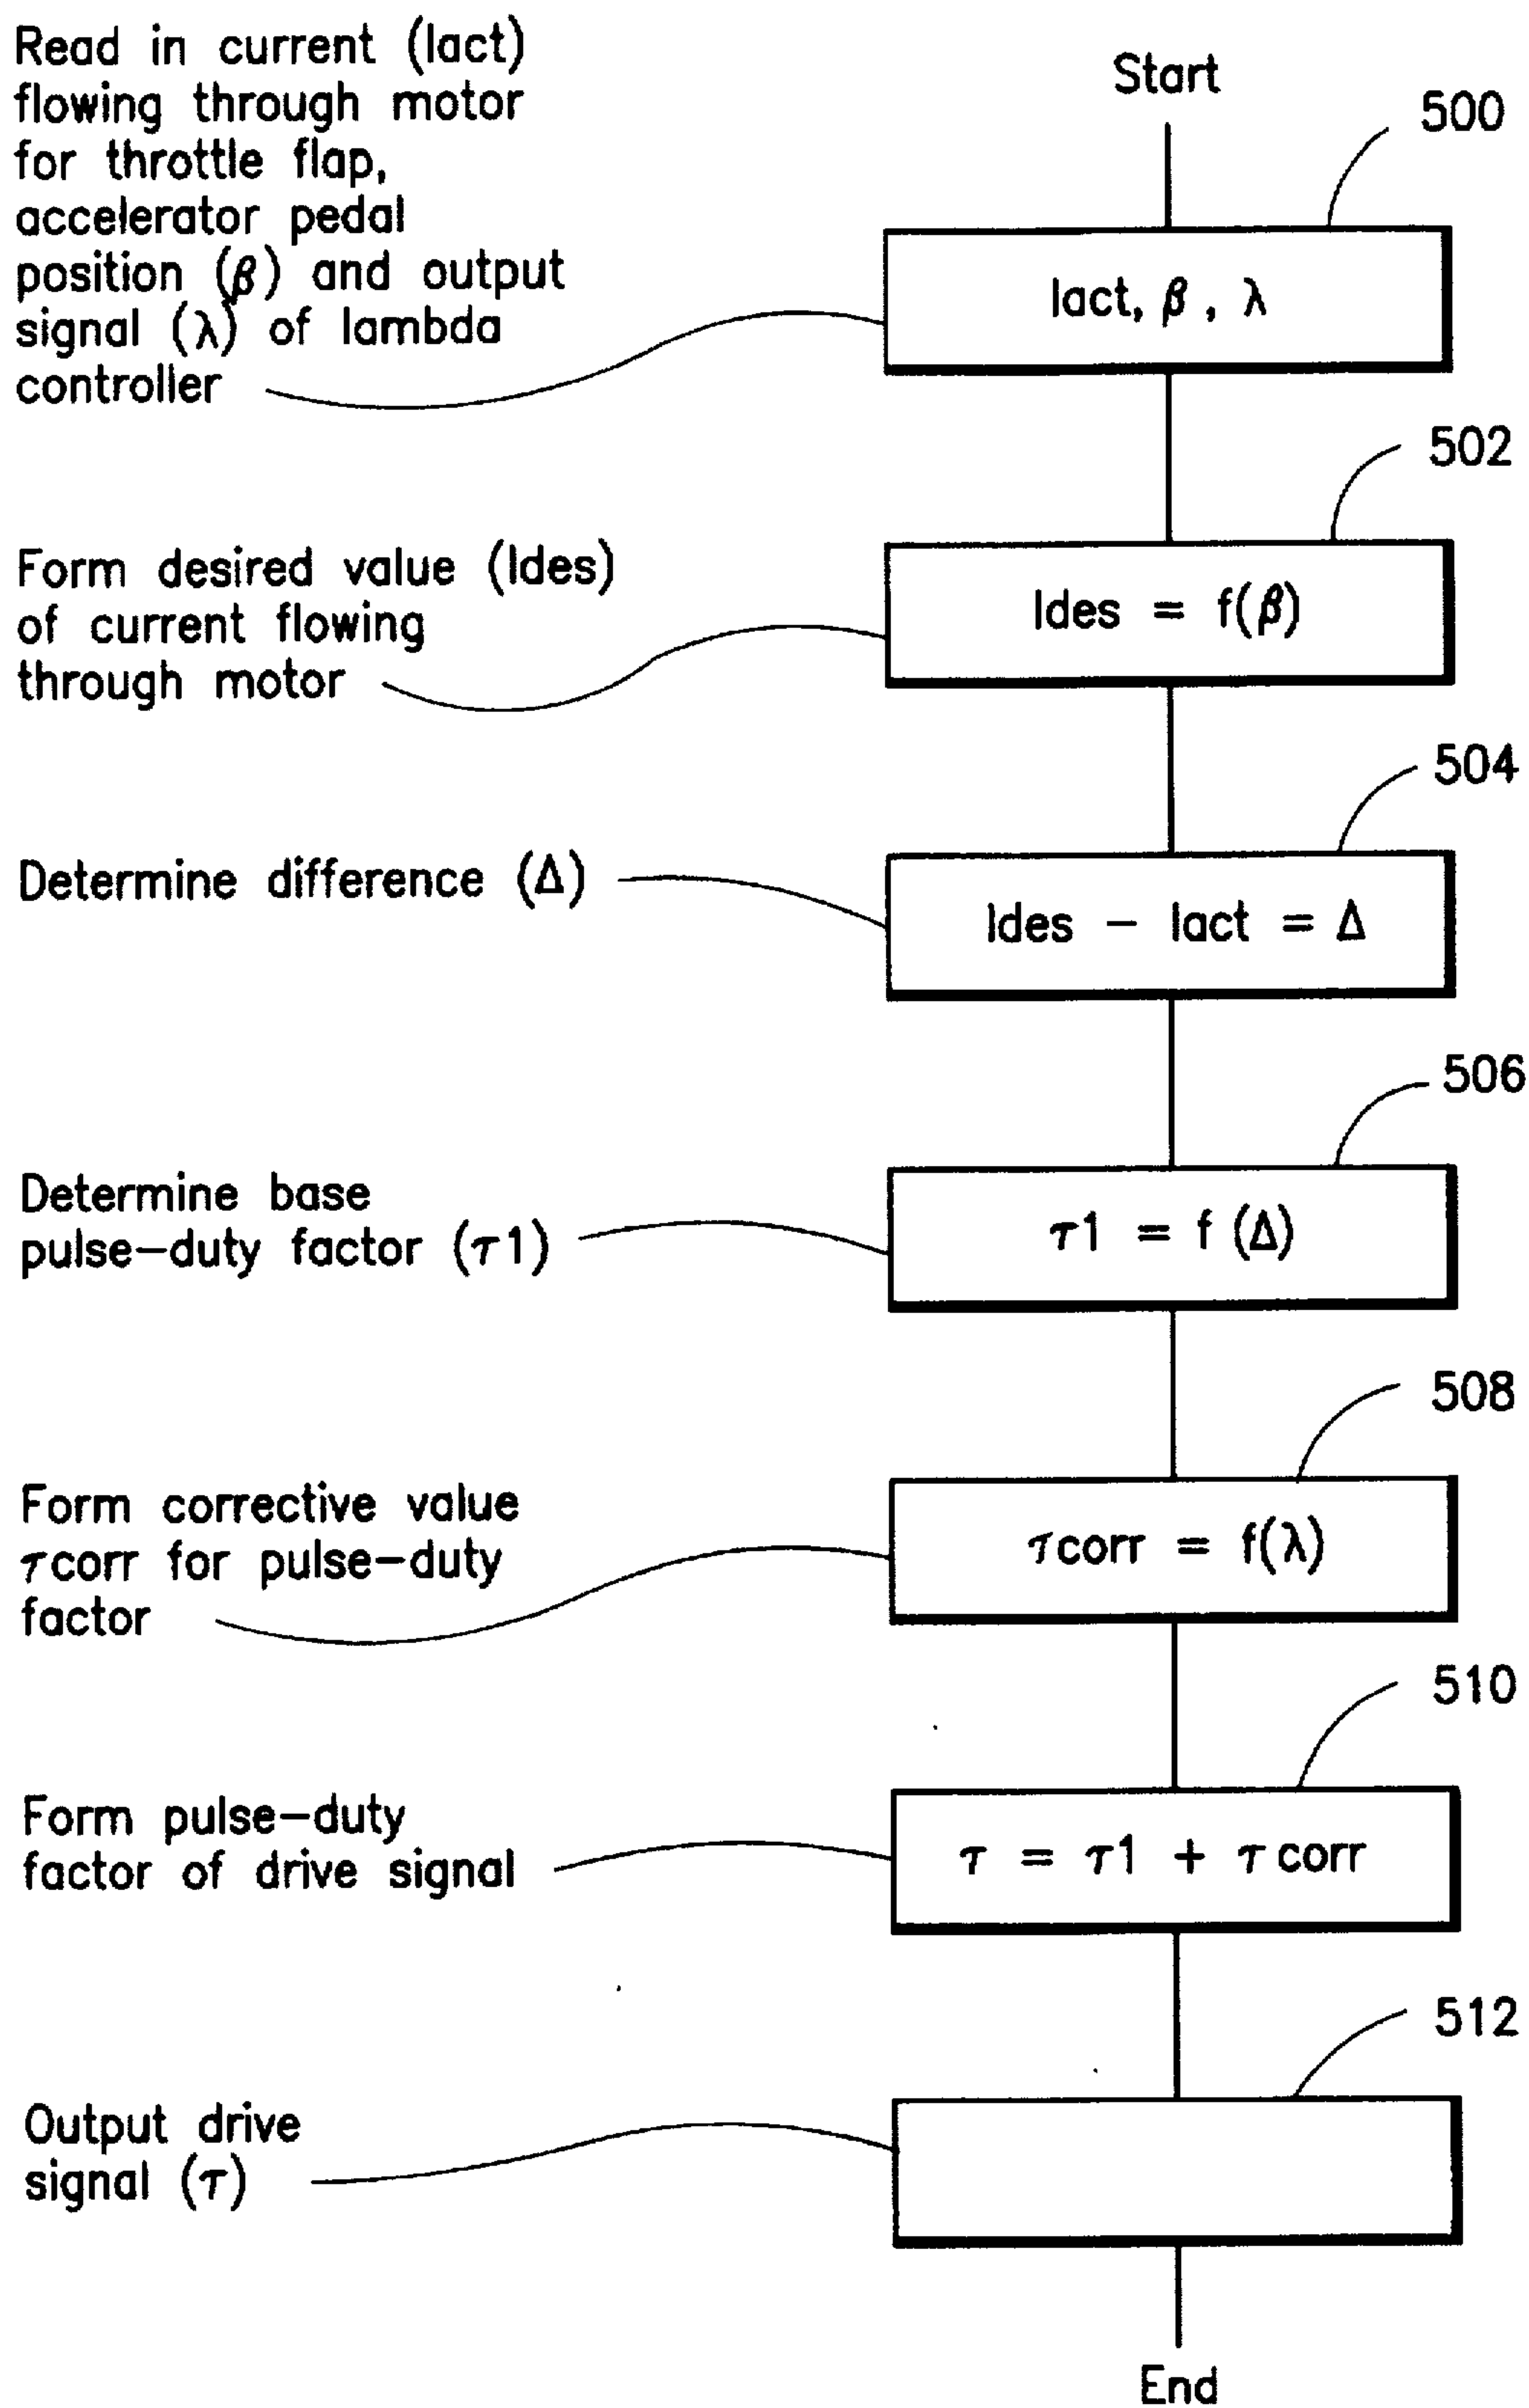 Read in current (Iact)
flowing through motor
for throttle flap,
accelerator pedal
position (β) and output
signal (λ) of lambda
controller
Start
500
Iact, β, λ
502
Form desired value (Ides)
of current flowing
through motor
Ides = f(β)
504
Determine difference (Δ)
Ides – Iact = Δ
506
Determine base
pulse–duty factor (τ1)
τ1 = f (Δ)
508
Form corrective value
τcorr for pulse–duty
factor
τcorr = f(λ)
510
Form pulse–duty
factor of drive signal
τ = τ1 + τcorr
512
Output drive
signal (τ)
End